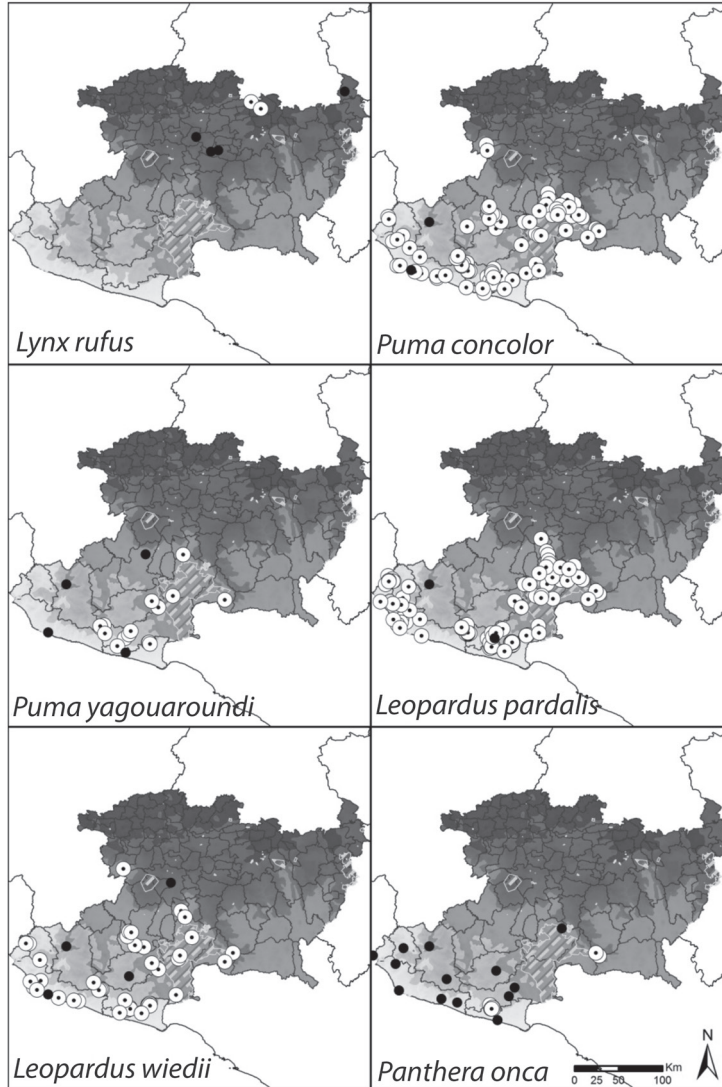 Lynx rufus
Puma concolor
Puma yagouaroundi
Leopardus pardalis
Leopardus wiedii
Panthera onca
N
Km
0 25 50 100